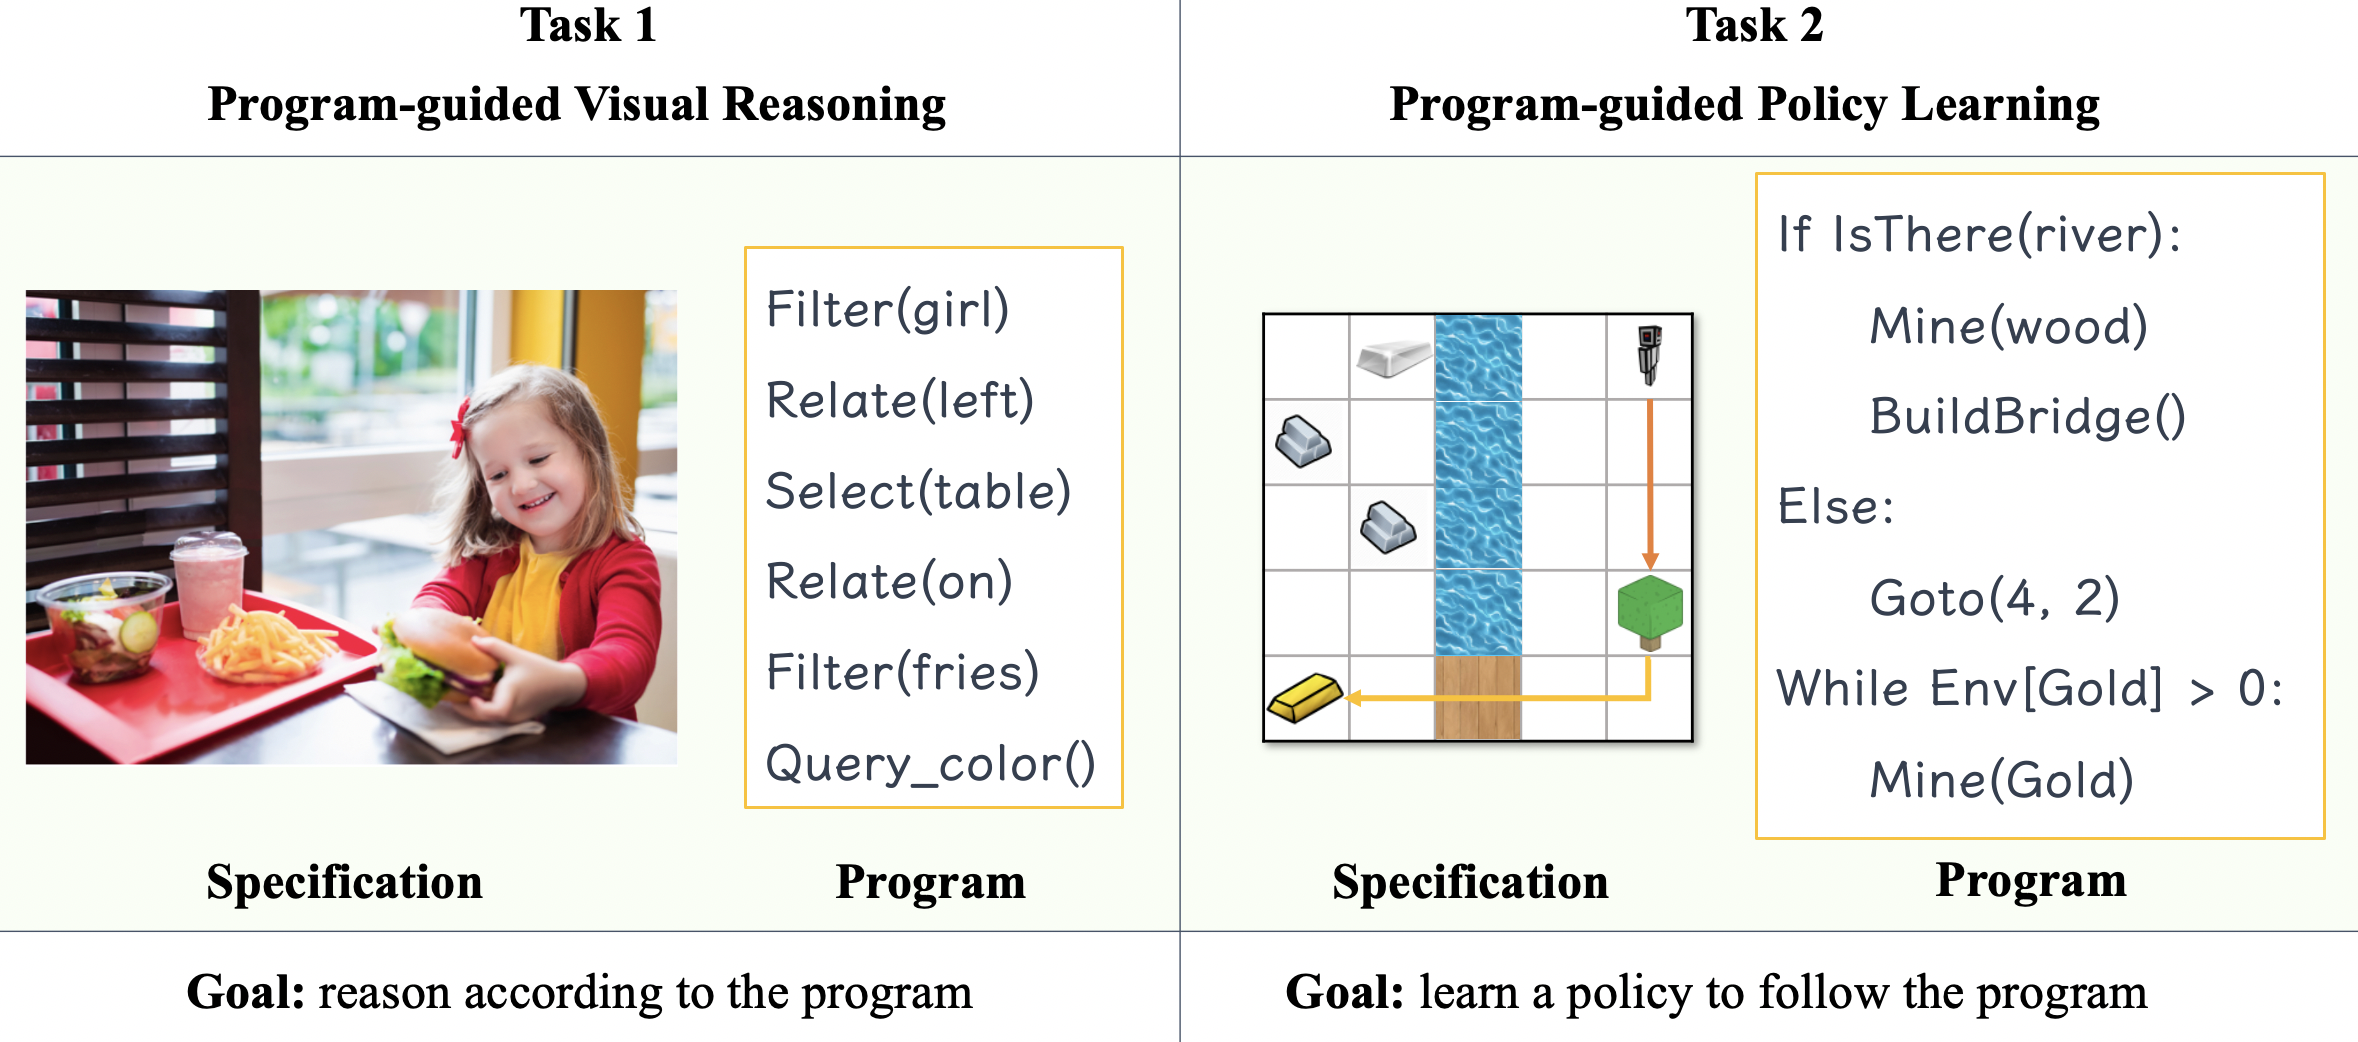 Task 1
Program-guided Visual Reasoning
Filter(girl)
Relate(left)
Select(table)
Relate(on)
Filter(fries)
Query_color()
Specification
Program
Goal: reason according to the program
Task 2
Program-guided Policy Learning
If IsThere(river):
Mine(wood)
BuildBridge()
Else:
Goto(4, 2)
While Env[Gold] > 0:
Mine(Gold)
Specification
Program
Goal: learn a policy to follow the program